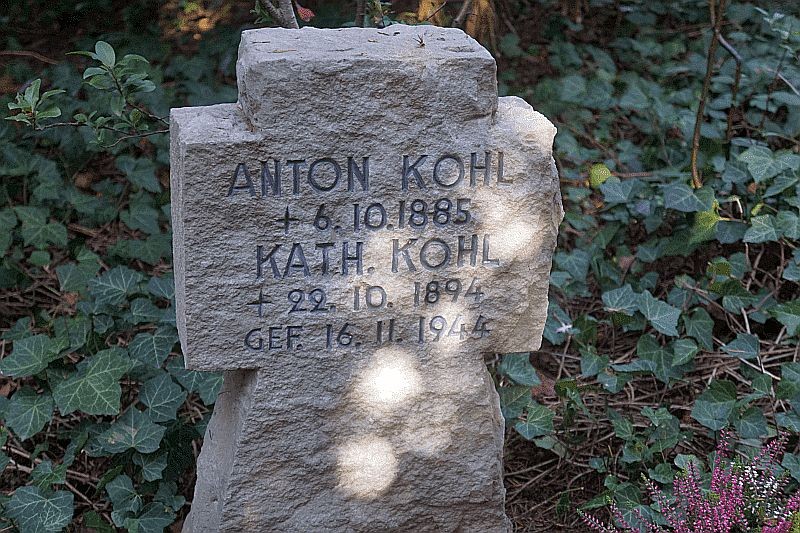 ANTON KOHL
+ 6.10.1885
KATH. KOHL
+ 22. 10. 1894
GEF. 16.11.1944